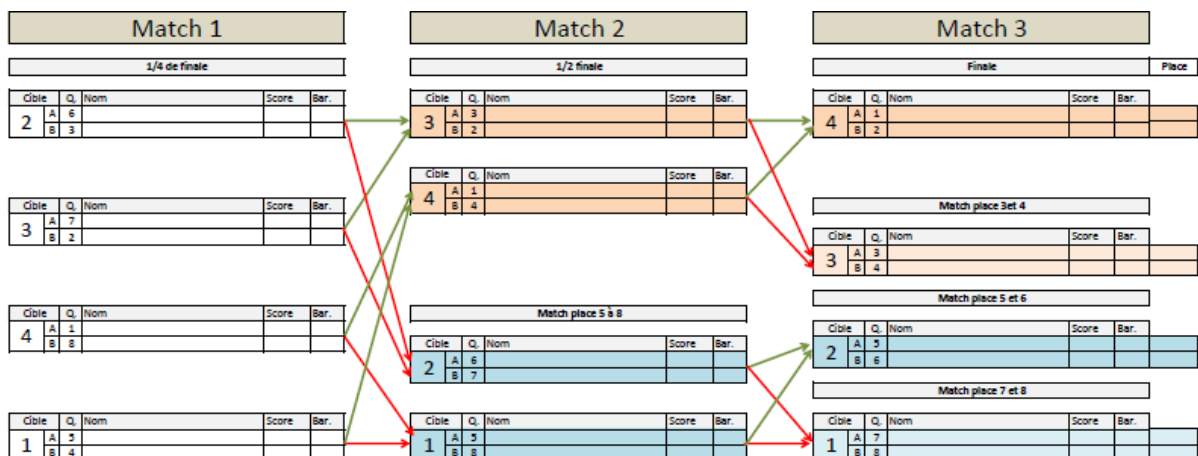 Match 1 Match 2 Match 3
1/4 de finale 1/2 finale Finale Place
Cible Q. Nom Score Bar. Cible Q. Nom Score Bar. Cible Q. Nom Score Bar.
2 A 6 3 A 3 4 A 1
B 3 B 2 B 2
Cible Q. Nom Score Bar.
4 A 1
B 4
Cible Q. Nom Score Bar. Match place 3et 4
3 A 7
B 2
Cible Q. Nom Score Bar.
3 A 3
B 4
Match place 5 et 6
Cible Q. Nom Score Bar. Match place 5 à 8
4 A 1
B 8
Cible Q. Nom Score Bar.
2 A 5
B 6
Cible Q. Nom Score Bar.
2 A 6
B 7
Match place 7 et 8
Cible Q. Nom Score Bar. Cible Q. Nom Score Bar. Cible Q. Nom Score Bar.
1 A 5 1 A 5 1 A 7
B 4 B 8 B 8